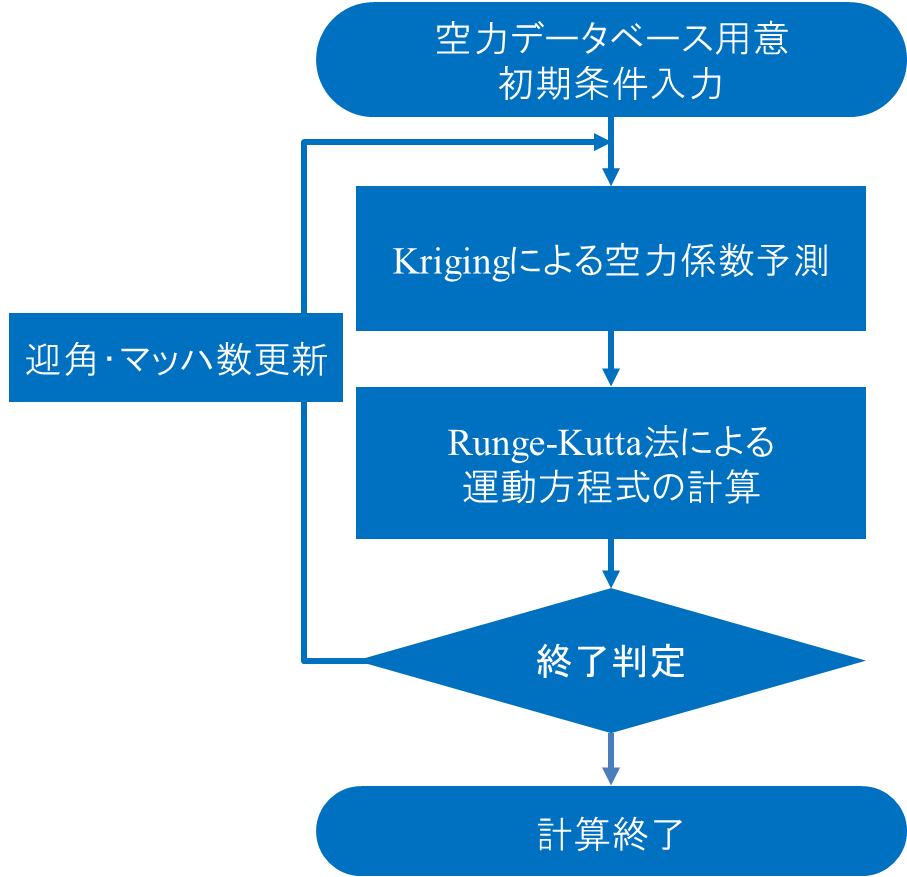 空力データベース用意
初期条件入力
Krigingによる空力係数予測
迎角・マッハ数更新
Runge-Kutta法による
運動方程式の計算
終了判定
計算終了